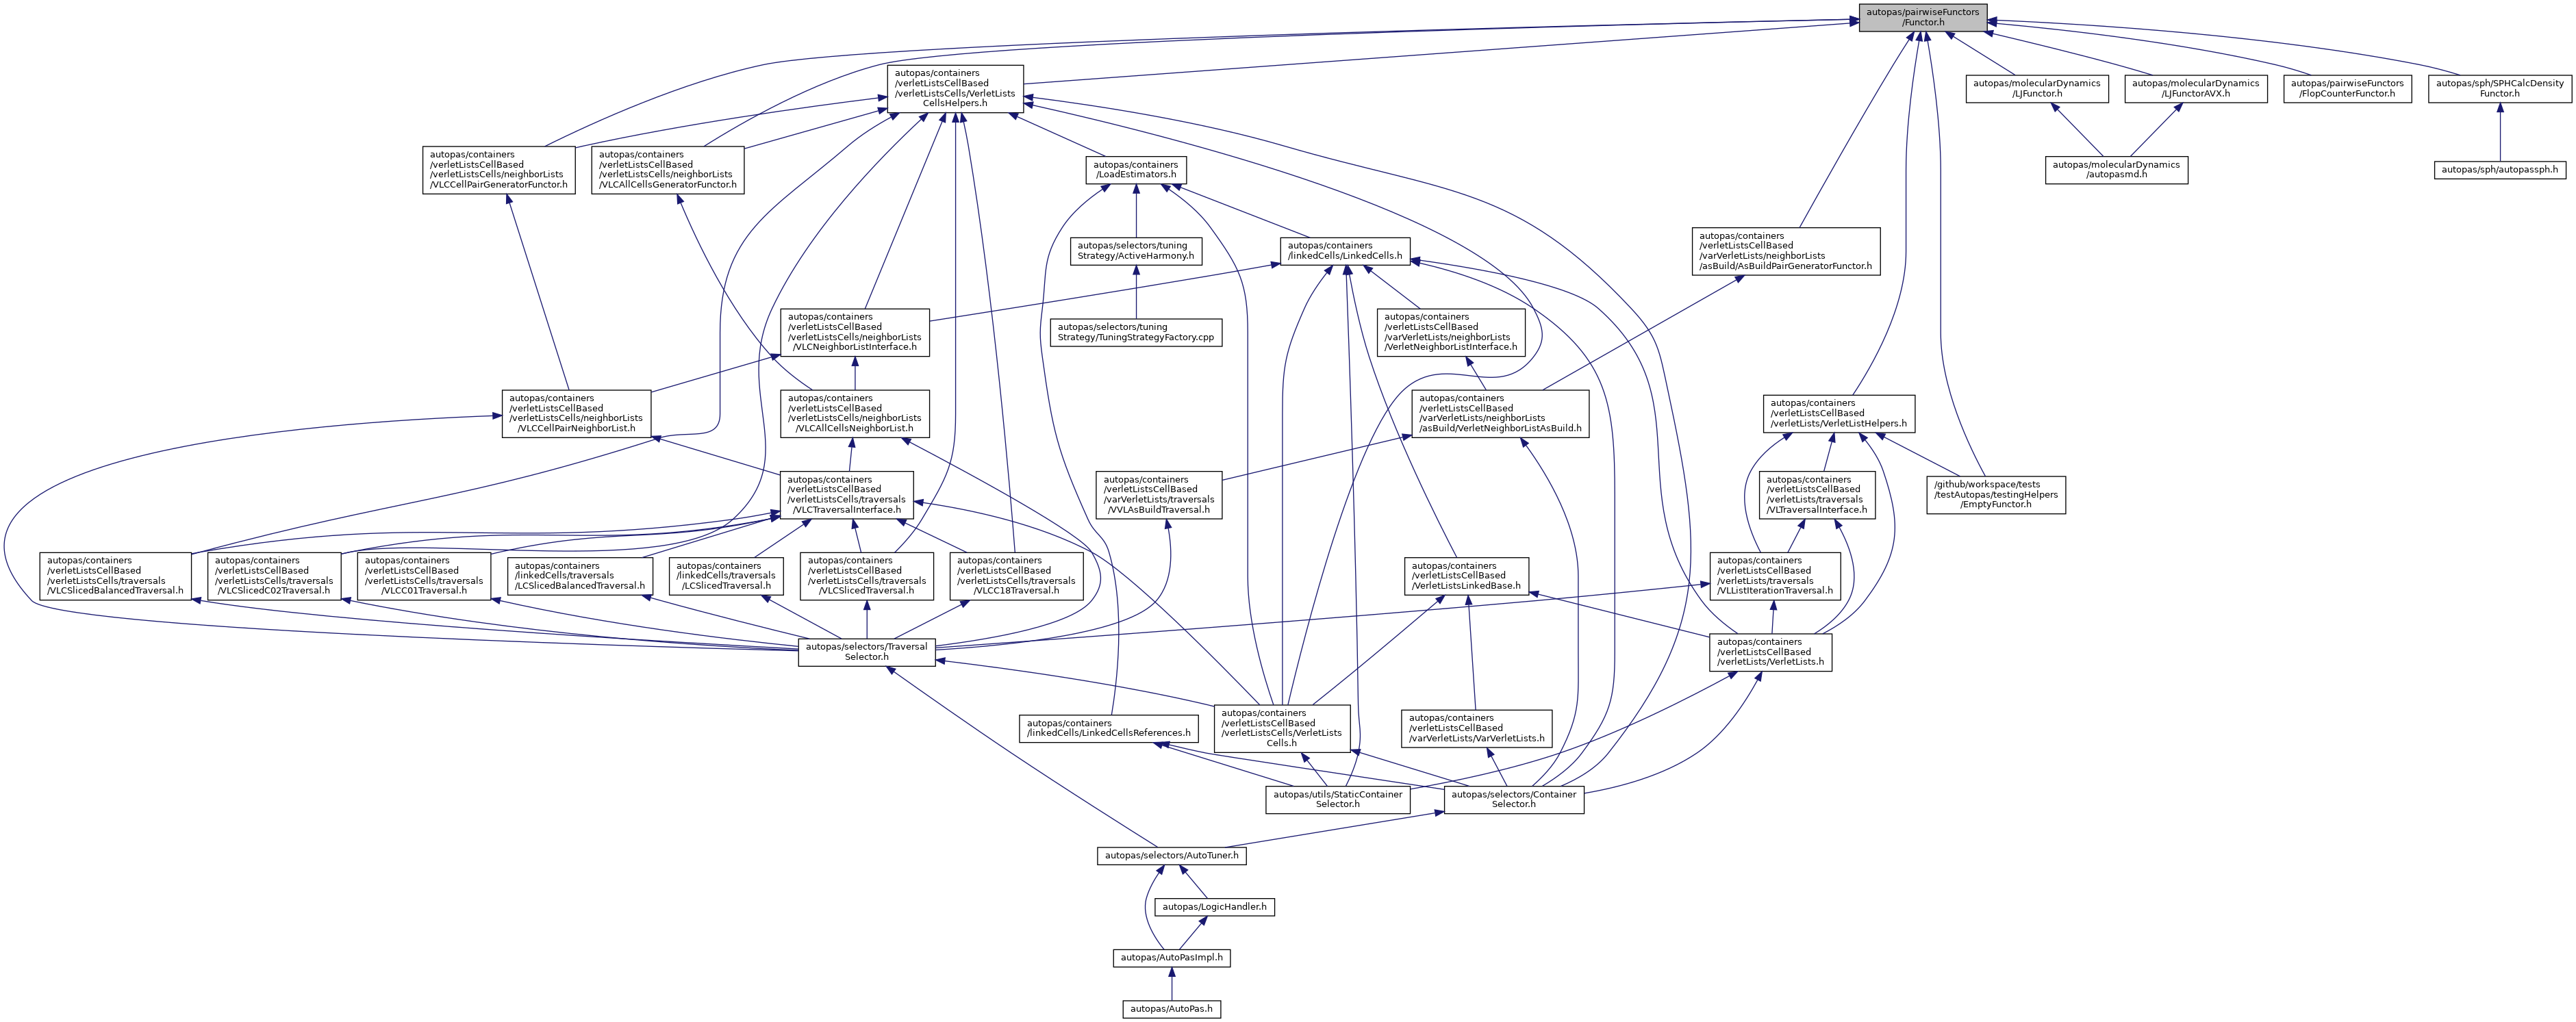 autopas/pairwiseFunctors
/Functor.h
autopas/containers
/verletListsCellBased
/verletListsCells/VerletLists
CellsHelpers.h
autopas/molecularDynamics
/LJFunctor.h
autopas/molecularDynamics
/LJFunctorAVX.h
autopas/pairwiseFunctors
/FlopCounterFunctor.h
autopas/sph/SPHCalcDensity
Functor.h
autopas/containers
/verletListsCellBased
/verletListsCells/neighborLists
/VLCCellPairGeneratorFunctor.h
autopas/containers
/verletListsCellBased
/verletListsCells/neighborLists
/VLCAllCellsGeneratorFunctor.h
autopas/containers
/LoadEstimators.h
autopas/molecularDynamics
/autopasmd.h
autopas/sph/autopassph.h
autopas/selectors/tuning
Strategy/ActiveHarmony.h
autopas/containers
/linkedCells/LinkedCells.h
autopas/containers
/verletListsCellBased
/varVerletLists/neighborLists
/asBuild/AsBuildPairGeneratorFunctor.h
autopas/containers
/verletListsCellBased
/verletListsCells/neighborLists
/VLCNeighborListInterface.h
autopas/selectors/tuning
Strategy/TuningStrategyFactory.cpp
autopas/containers
/verletListsCellBased
/varVerletLists/neighborLists
/VerletNeighborListInterface.h
autopas/containers
/verletListsCellBased
/verletListsCells/neighborLists
/VLCCellPairNeighborList.h
autopas/containers
/verletListsCellBased
/verletListsCells/neighborLists
/VLCAllCellsNeighborList.h
autopas/containers
/verletListsCellBased
/varVerletLists/neighborLists
/asBuild/VerletNeighborListAsBuild.h
autopas/containers
/verletListsCellBased
/verletLists/VerletListHelpers.h
autopas/containers
/verletListsCellBased
/verletListsCells/traversals
/VLCTraversalInterface.h
autopas/containers
/verletListsCellBased
/varVerletLists/traversals
/VVLAsBuildTraversal.h
autopas/containers
/verletListsCellBased
/verletLists/traversals
/VLTraversalInterface.h
/github/workspace/tests
/testAutopas/testingHelpers
/EmptyFunctor.h
autopas/containers
/verletListsCellBased
/verletListsCells/traversals
/VLCSlicedBalancedTraversal.h
autopas/containers
/verletListsCellBased
/verletListsCells/traversals
/VLCSlicedC02Traversal.h
autopas/containers
/verletListsCellBased
/verletListsCells/traversals
/VLCC01Traversal.h
autopas/containers
/linkedCells/traversals
/LCSlicedBalancedTraversal.h
autopas/containers
/linkedCells/traversals
/LCSlicedTraversal.h
autopas/containers
/verletListsCellBased
/verletListsCells/traversals
/VLCSlicedTraversal.h
autopas/containers
/verletListsCellBased
/verletListsCells/traversals
/VLCC18Traversal.h
autopas/containers
/verletListsCellBased
/VerletListsLinkedBase.h
autopas/containers
/verletListsCellBased
/verletLists/traversals
/VLListIterationTraversal.h
autopas/selectors/Traversal
Selector.h
autopas/containers
/verletListsCellBased
/verletLists/VerletLists.h
autopas/containers
/linkedCells/LinkedCellsReferences.h
autopas/containers
/verletListsCellBased
/verletListsCells/VerletLists
Cells.h
autopas/containers
/verletListsCellBased
/varVerletLists/VarVerletLists.h
autopas/utils/StaticContainer
Selector.h
autopas/selectors/Container
Selector.h
autopas/selectors/AutoTuner.h
autopas/LogicHandler.h
autopas/AutoPasImpl.h
autopas/AutoPas.h